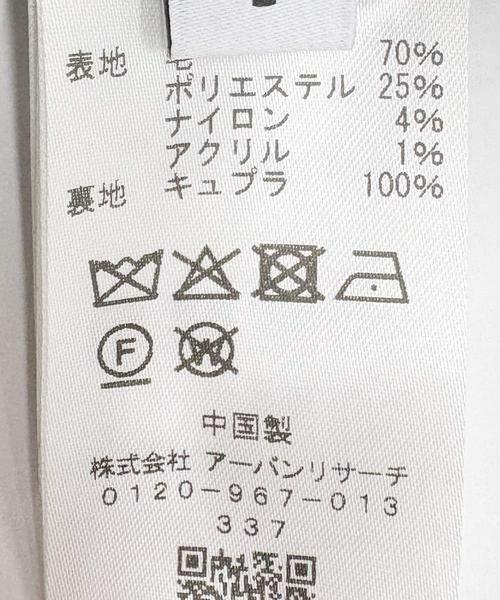 表地 毛 70%
ポリエステル 25%
ナイロン 4%
アクリル 1%
裏地 キュプラ 100%
F W
中国製
株式会社 アーバンリサーチ
0120-967-013
337